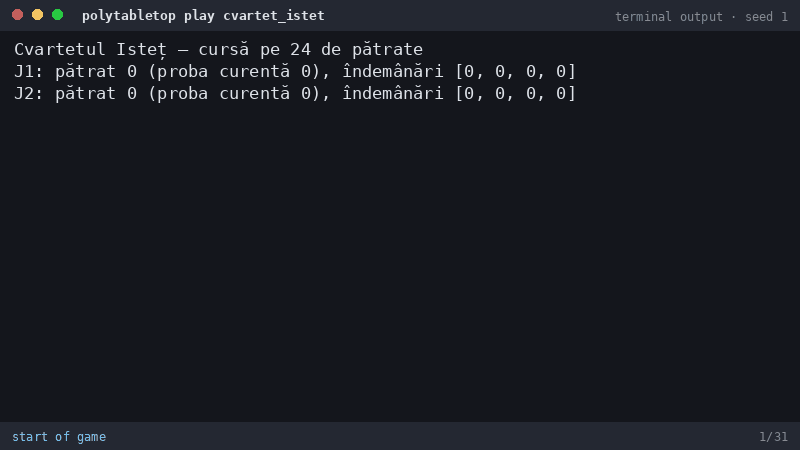 polytabletop play cvartet_istet
terminal output · seed 1
Cvartetul Isteț — cursă pe 24 de pătrate
J1: pătrat 0 (proba curentă 0), îndemânări [0, 0, 0, 0]
J2: pătrat 0 (proba curentă 0), îndemânări [0, 0, 0, 0]
start of game
1/31